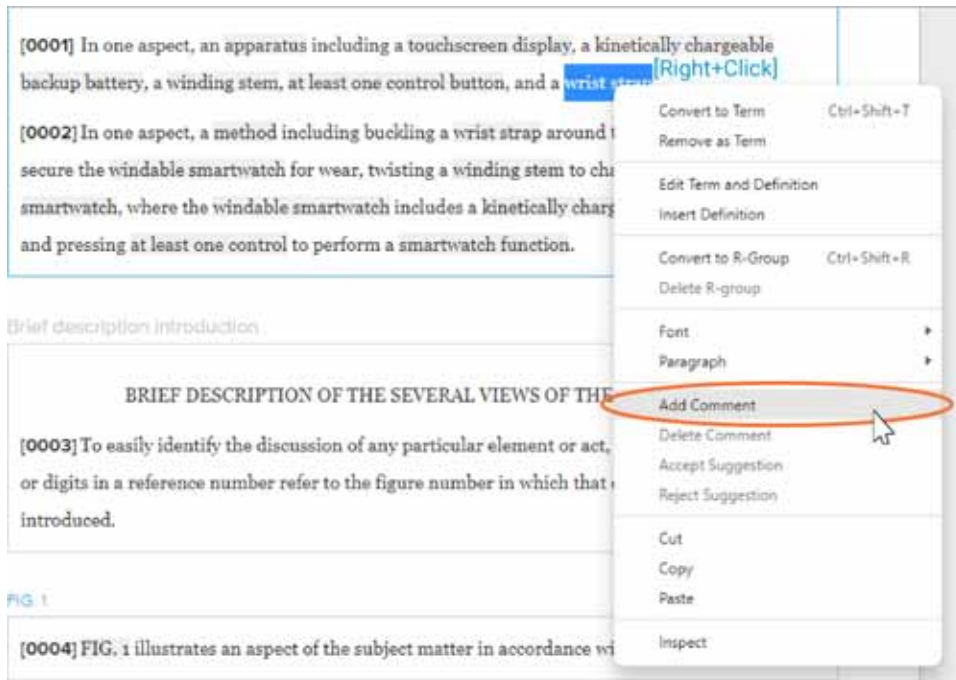 [0001] In one aspect, an apparatus including a touchscreen display, a kinetically chargeable
backup battery, a winding stem, at least one control button, and a wrist strap
[Right+Click]
[0002] In one aspect, a method including buckling a wrist strap around
secure the windable smartwatch for wear, twisting a winding stem to
smartwatch, where the windable smartwatch includes a kinetically
and pressing at least one control to perform a smartwatch function.
Brief description introduction
BRIEF DESCRIPTION OF THE SEVERAL VIEWS OF THE
[0003] To easily identify the discussion of any particular element or act,
or digits in a reference number refer to the figure number in which that
introduced.
FIG. 1
[0004] FIG. 1 illustrates an aspect of the subject matter in accordance
Convert to Term Ctrl+Shift+T
Remove as Term
Edit Term and Definition
Insert Definition
Convert to R-Group Ctrl+Shift+R
Delete R-group
Font
Paragraph
Add Comment
Delete Comment
Accept Suggestion
Reject Suggestion
Cut
Copy
Paste
Inspect